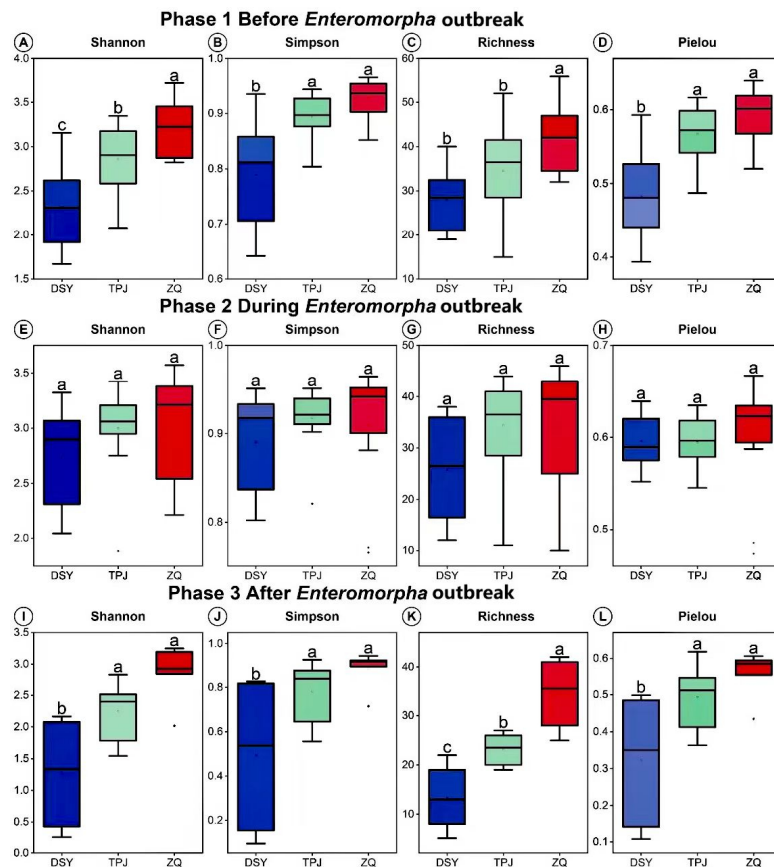 Phase 1 Before Enteromorpha outbreak
A Shannon B Simpson C Richness D Pielou
4.0 3.5 3.0 2.5 2.0 1.5
c b a
DSY TPJ ZQ
1.0 0.9 0.8 0.7 0.6
b a a
DSY TPJ ZQ
60 50 40 30 20 10
b b a
DSY TPJ ZQ
0.6 0.5 0.4
b a a
DSY TPJ ZQ
Phase 2 During Enteromorpha outbreak
E Shannon F Simpson G Richness H Pielou
3.5 3.0 2.5 2.0
a a a
DSY TPJ ZQ
1.0 0.9 0.8
a a a
DSY TPJ ZQ
50 40 30 20 10
a a a
DSY TPJ ZQ
0.7 0.6 0.5
a a a
DSY TPJ ZQ
Phase 3 After Enteromorpha outbreak
I Shannon J Simpson K Richness L Pielou
3.5 3.0 2.5 2.0 1.5 1.0 0.5 0.0
b a a
DSY TPJ ZQ
1.0 0.8 0.6 0.4 0.2
b a a
DSY TPJ ZQ
40 30 20 10
c b a
DSY TPJ ZQ
0.6 0.5 0.4 0.3 0.2 0.1
b a a
DSY TPJ ZQ